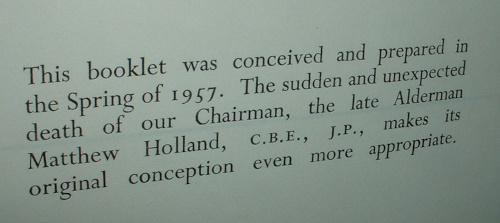 This booklet was conceived and prepared in
the Spring of 1957. The sudden and unexpected
death of our Chairman, the late Alderman
Matthew Holland, C.B.E., J.P., makes its
original conception even more appropriate.